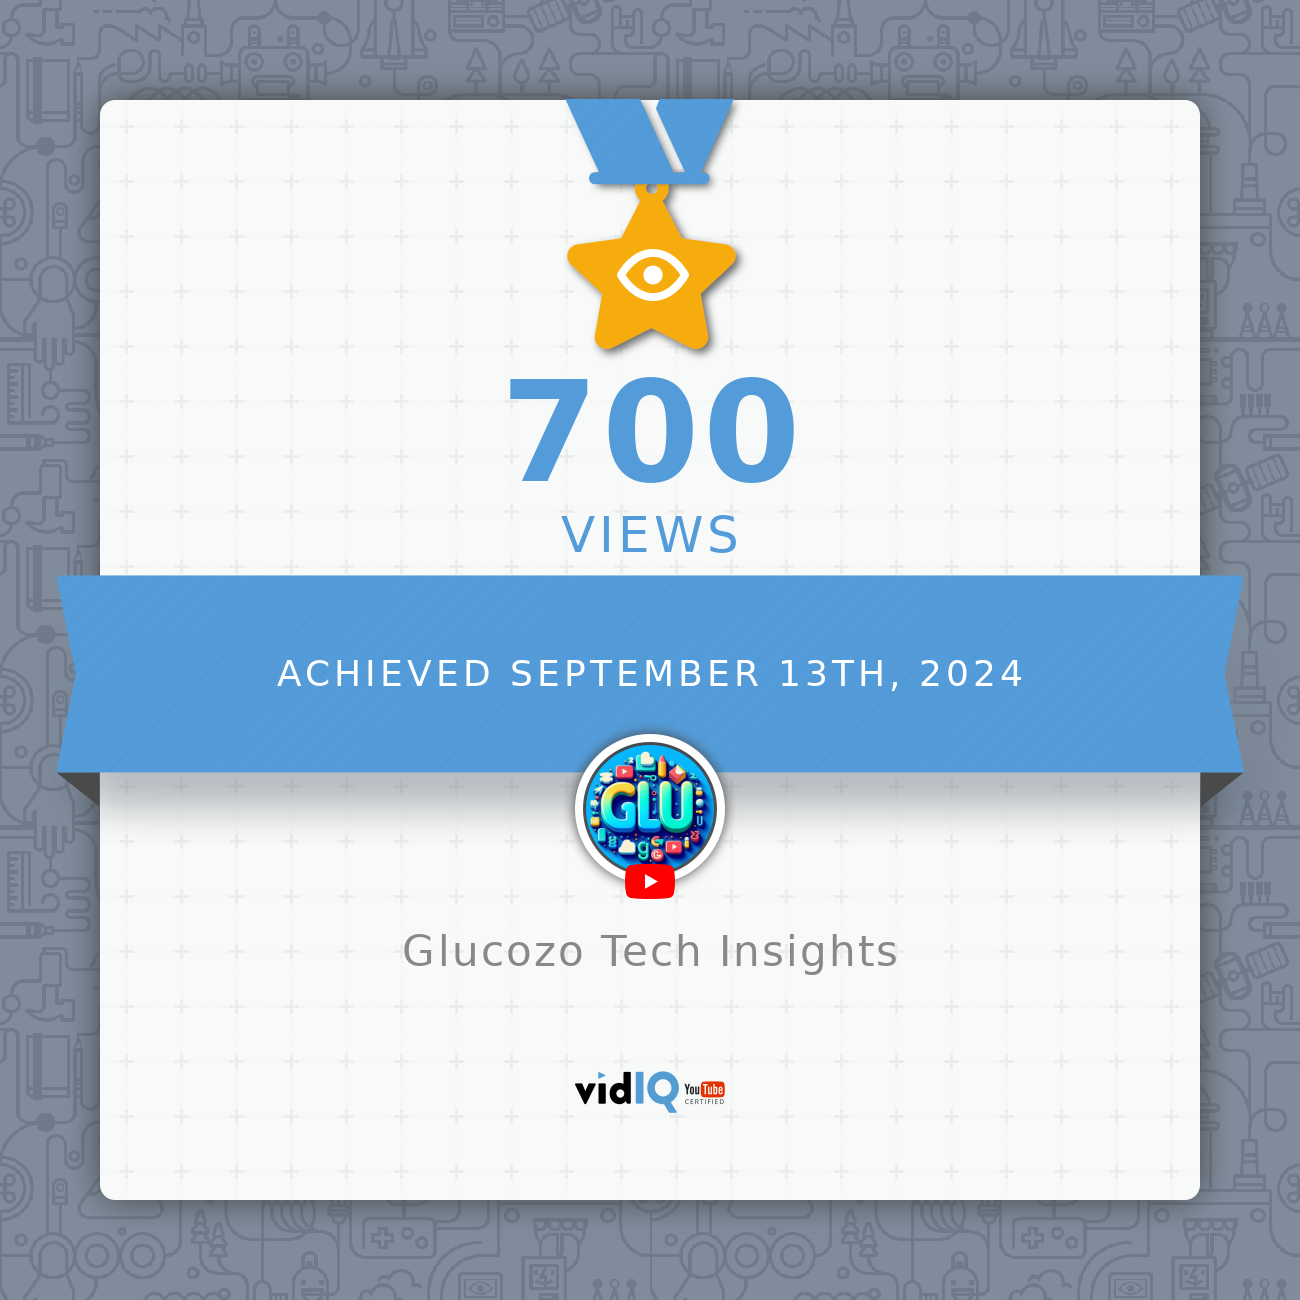 700
VIEWS
ACHIEVED SEPTEMBER 13TH, 2024
GLU
Glucozo Tech Insights
vidIQ YouTube
CERTIFIED